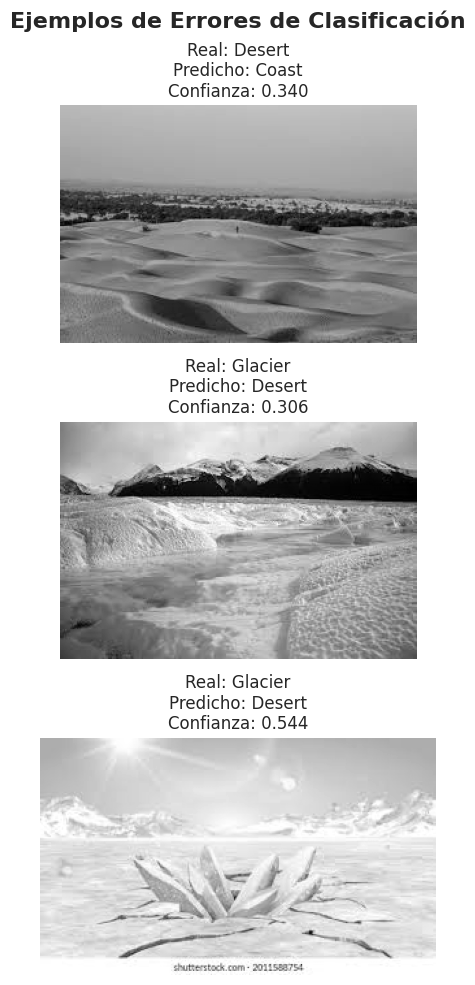 Ejemplos de Errores de Clasificación
Real: Desert
Predicho: Coast
Confianza: 0.340
Real: Glacier
Predicho: Desert
Confianza: 0.306
Real: Glacier
Predicho: Desert
Confianza: 0.544
shutterstock.com · 2011588754